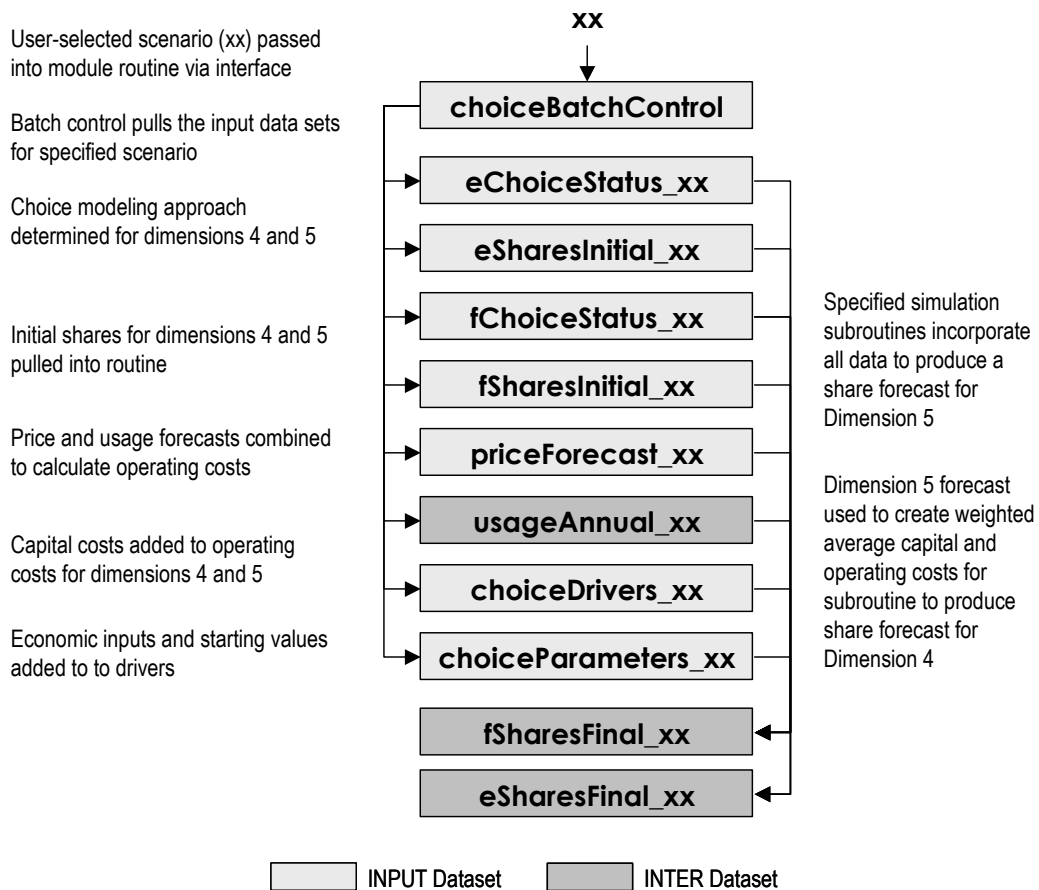 xx
User-selected scenario (xx) passed
into module routine via interface
choiceBatchControl
Batch control pulls the input data sets
for specified scenario
eChoiceStatus_xx
Choice modeling approach
determined for dimensions 4 and 5
eSharesInitial_xx
fChoiceStatus_xx
Initial shares for dimensions 4 and 5
pulled into routine
fSharesInitial_xx
Price and usage forecasts combined
to calculate operating costs
priceForecast_xx
usageAnnual_xx
Capital costs added to operating
costs for dimensions 4 and 5
choiceDrivers_xx
Economic inputs and starting values
added to to drivers
choiceParameters_xx
fSharesFinal_xx
eSharesFinal_xx
Specified simulation
subroutines incorporate
all data to produce a
share forecast for
Dimension 5
Dimension 5 forecast
used to create weighted
average capital and
operating costs for
subroutine to produce
share forecast for
Dimension 4
INPUT Dataset
INTER Dataset